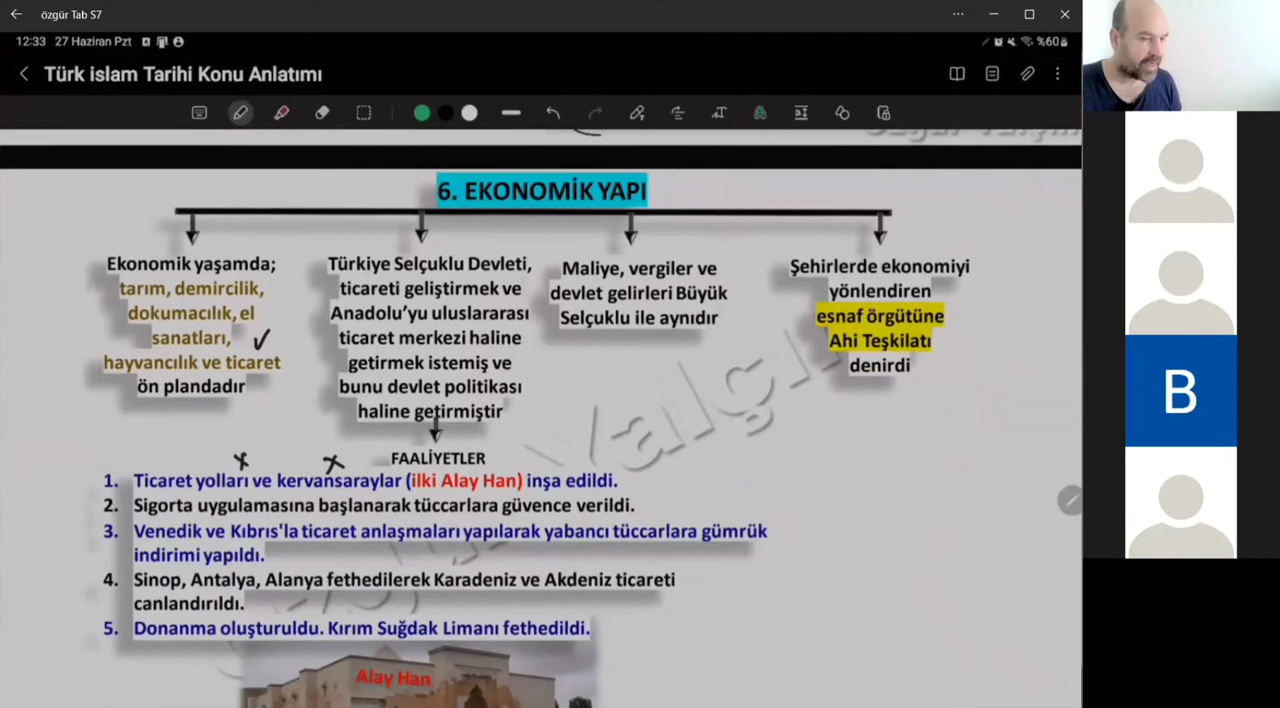 özgür Tab S7
12:33 27 Haziran Pzt
%60
Türk islam Tarihi Konu Anlatımı
6. EKONOMİK YAPI
Ekonomik yaşamda;
tarım, demircilik,
dokumacılık, el
sanatları,
hayvancılık ve ticaret
ön plandadır
Türkiye Selçuklu Devleti,
ticareti geliştirmek ve
Anadolu'yu uluslararası
ticaret merkezi haline
getirmek istemiş ve
bunu devlet politikası
haline getirmiştir
Maliye, vergiler ve
devlet gelirleri Büyük
Selçuklu ile aynıdır
Şehirlerde ekonomiyi
yönlendiren
esnaf örgütüne
Ahi Teşkilatı
denirdi
FAALİYETLER
1. Ticaret yolları ve kervansaraylar (ilki Alay Han) inşa edildi.
2. Sigorta uygulamasına başlanarak tüccarlara güvence verildi.
3. Venedik ve Kıbrıs'la ticaret anlaşmaları yapılarak yabancı tüccarlara gümrük
indirimi yapıldı.
4. Sinop, Antalya, Alanya fethedilerek Karadeniz ve Akdeniz ticareti
canlandırıldı.
5. Donanma oluşturuldu. Kırım Suğdak Limanı fethedildi.
Alay Han
B